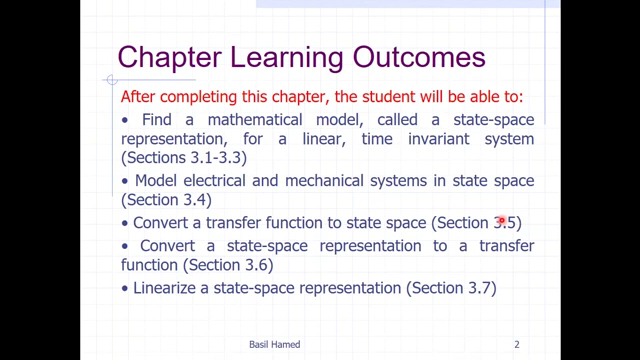 Chapter Learning Outcomes
After completing this chapter, the student will be able to:
• Find a mathematical model, called a state-space
representation, for a linear, time invariant system
(Sections 3.1-3.3)
• Model electrical and mechanical systems in state space
(Section 3.4)
• Convert a transfer function to state space (Section 3.5)
• Convert a state-space representation to a transfer
function (Section 3.6)
• Linearize a state-space representation (Section 3.7)
Basil Hamed 2